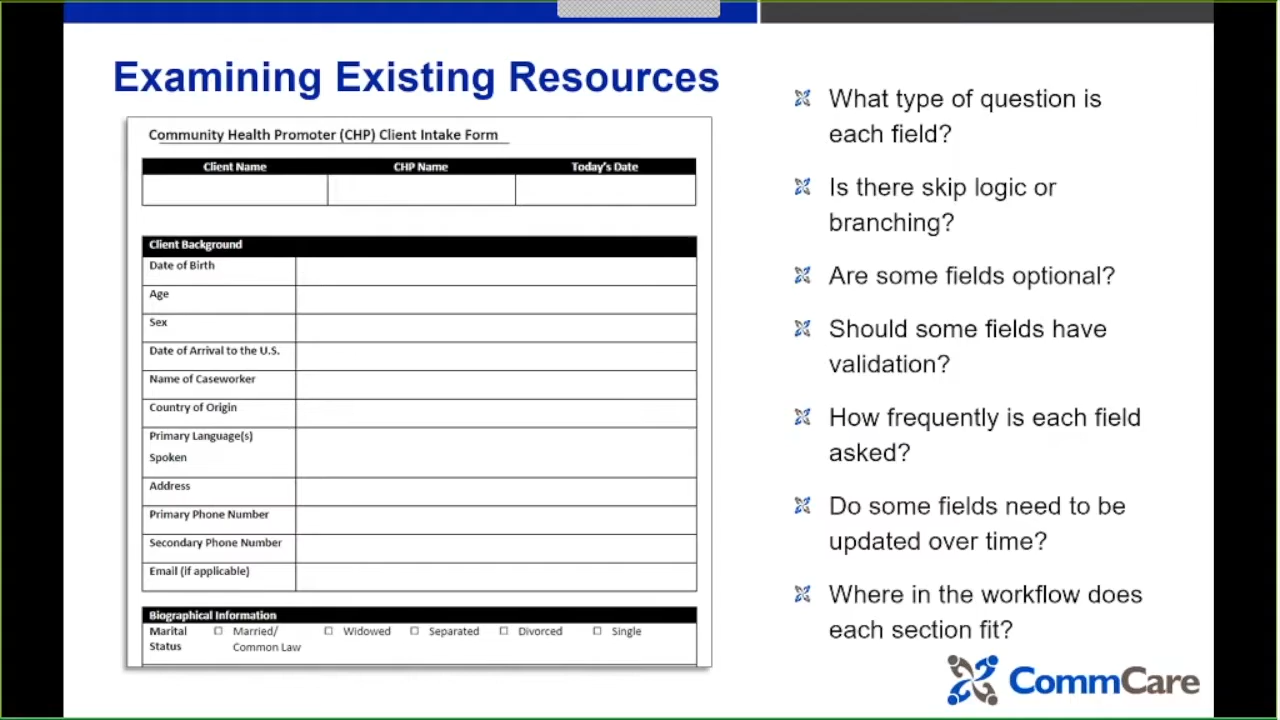 Examining Existing Resources
Community Health Promoter (CHP) Client Intake Form
Client Name CHP Name Today's Date
Client Background
Date of Birth
Age
Sex
Date of Arrival to the U.S.
Name of Caseworker
Country of Origin
Primary Language(s)
Spoken
Address
Primary Phone Number
Secondary Phone Number
Email (if applicable)
Biographical Information
Marital Status
Married/
Common Law
Widowed
Separated
Divorced
Single
What type of question is
each field?
Is there skip logic or
branching?
Are some fields optional?
Should some fields have
validation?
How frequently is each field
asked?
Do some fields need to be
updated over time?
Where in the workflow does
each section fit?
CommCare